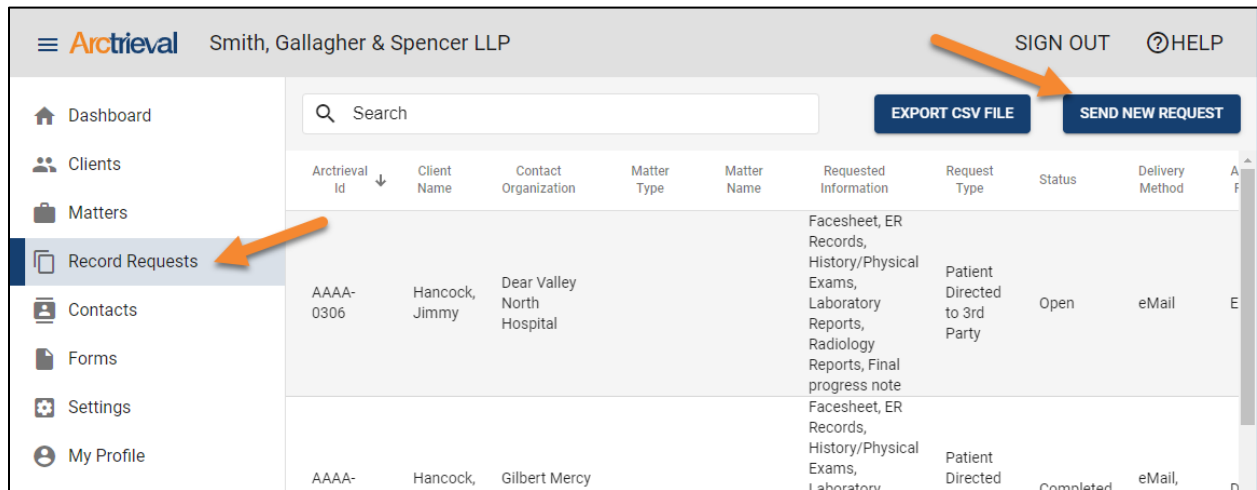 Arctrieval Smith, Gallagher & Spencer LLP SIGN OUT ?HELP
Dashboard
Clients
Matters
Record Requests
Contacts
Forms
Settings
My Profile
Search EXPORT CSV FILE SEND NEW REQUEST
Arctrieval Client Contact Matter Matter Requested Request Status Delivery
Id Name Organization Type Name Information Type Method
Facesheet, ER
Records,
History/Physical
Exams,
Laboratory
Reports,
Radiology
Reports, Final
progress note
AAAA-
0306
Hancock,
Jimmy
Dear Valley
North
Hospital
Patient
Directed
to 3rd
Party
Open
eMail
E
Facesheet, ER
Records,
History/Physical
Exams,
Laboratory
AAAA-
Hancock,
Gilbert Mercy
Patient
Directed
Completed
eMail,